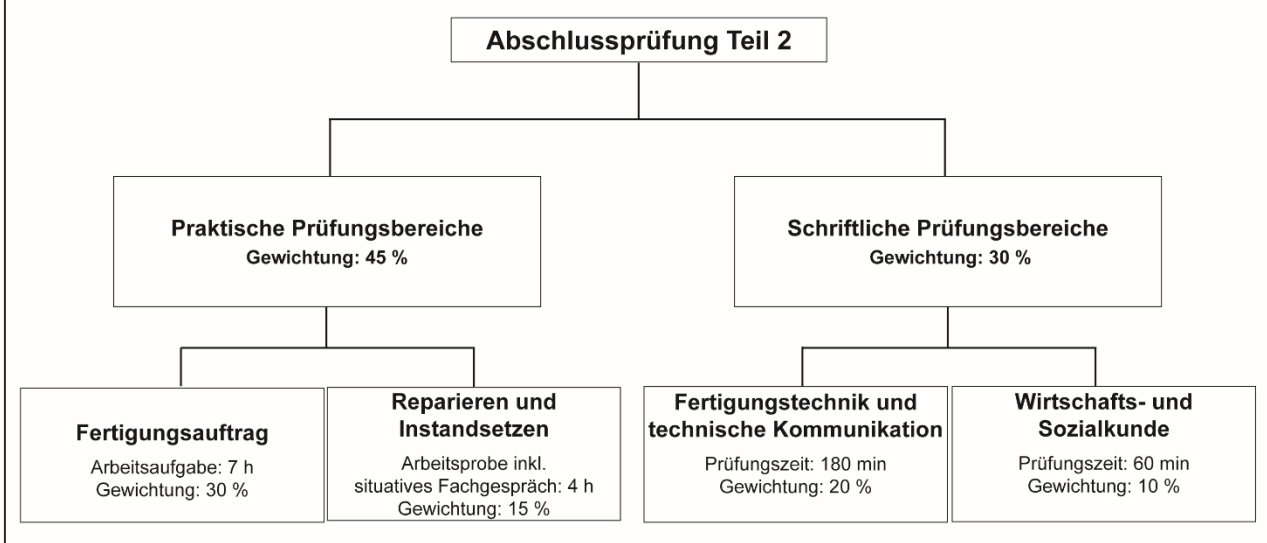 Abschlussprüfung Teil 2
Praktische Prüfungsbereiche
Gewichtung: 45 %
Schriftliche Prüfungsbereiche
Gewichtung: 30 %
Fertigungsauftrag
Arbeitsaufgabe: 7 h
Gewichtung: 30 %
Reparieren und
Instandsetzen
Arbeitsprobe inkl.
situatives Fachgespräch: 4 h
Gewichtung: 15 %
Fertigungstechnik und
technische Kommunikation
Prüfungszeit: 180 min
Gewichtung: 20 %
Wirtschafts- und
Sozialkunde
Prüfungszeit: 60 min
Gewichtung: 10 %